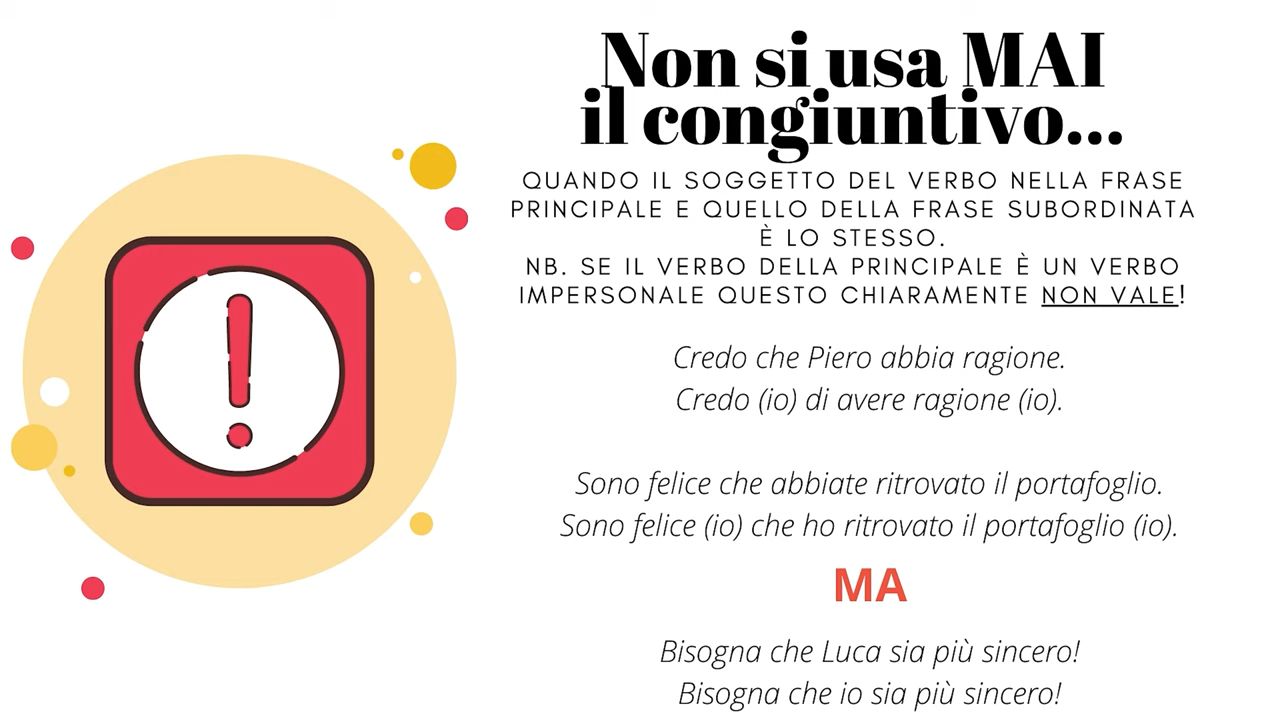 Non si usa MAI
il congiuntivo...
QUANDO IL SOGGETTO DEL VERBO NELLA FRASE
PRINCIPALE E QUELLO DELLA FRASE SUBORDINATA
È LO STESSO.
NB. SE IL VERBO DELLA PRINCIPALE È UN VERBO
IMPERSONALE QUESTO CHIARAMENTE NON VALE!
Credo che Piero abbia ragione.
Credo (io) di avere ragione (io).
Sono felice che abbiate ritrovato il portafoglio.
Sono felice (io) che ho ritrovato il portafoglio (io).
MA
Bisogna che Luca sia più sincero!
Bisogna che io sia più sincero!